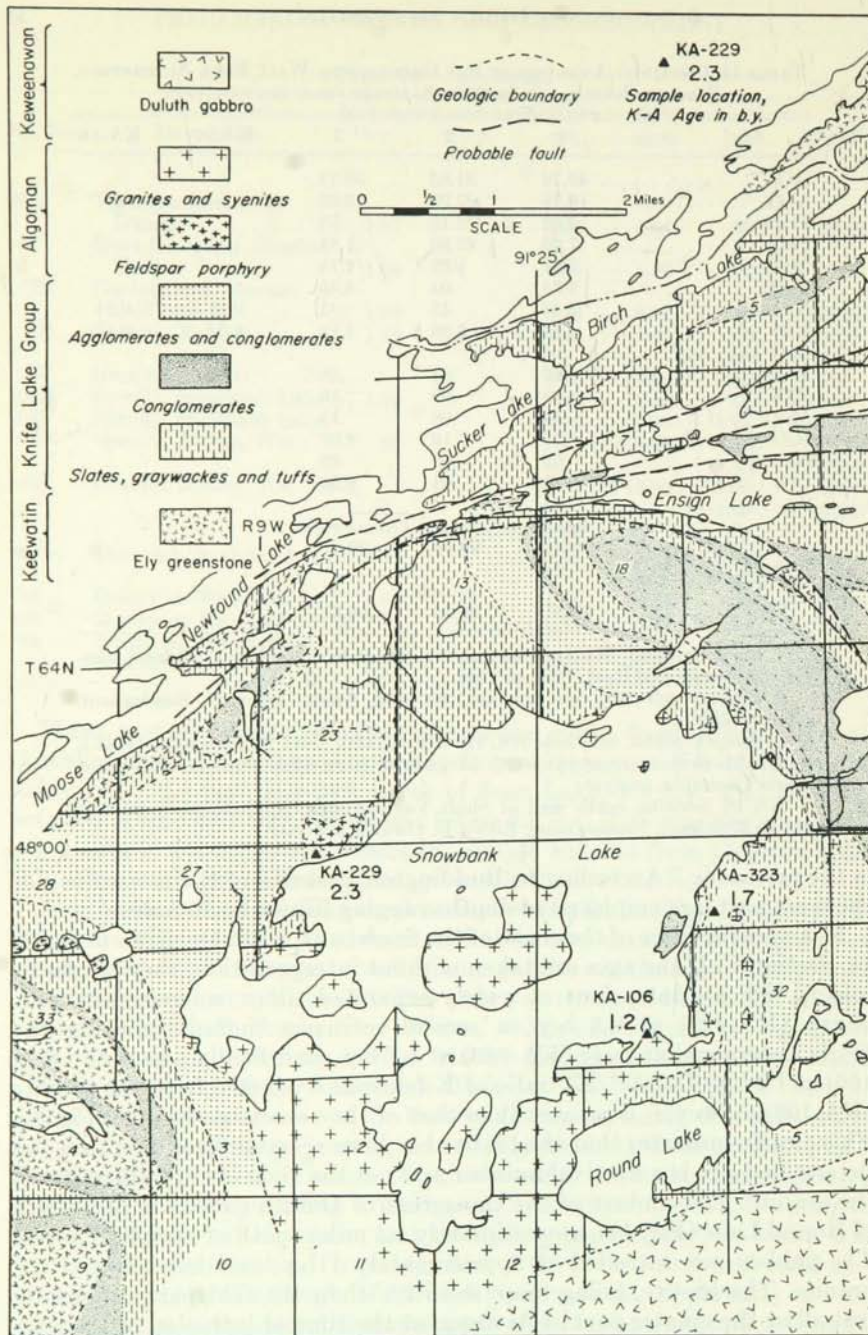 Keweenawan
Algoman
Knife Lake Group
Keewatin
Duluth gabbro
Granites and syenites
Feldspar porphyry
Agglomerates and conglomerates
Conglomerates
Slates, graywackes and tuffs
Ely greenstone
Geologic boundary
Probable fault
KA-229
2.3
Sample location,
K-A Age in b.y.
0 1/2 1 2 Miles
SCALE
91°25'
Birch Lake
5
Sucker Lake
7
Ensign Lake
R9W
Newfound Lake
13
18
T64N
Moose Lake
23
48°00'
Snowbank Lake
KA-229
2.3
27
28
KA-323
1.7
KA-106
1.2
32
33
4
3
2
Round Lake
5
9
10
11
12